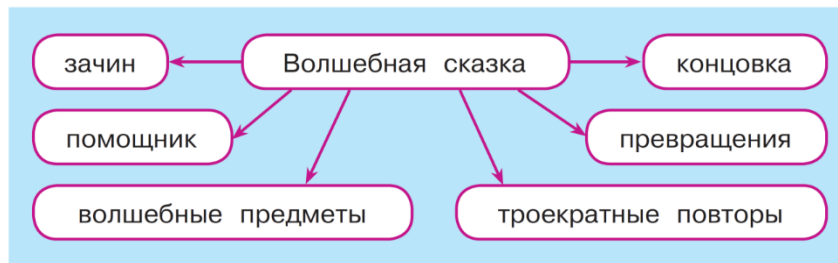 зачин
Волшебная сказка
концовка
помощник
превращения
волшебные предметы
троекратные повторы